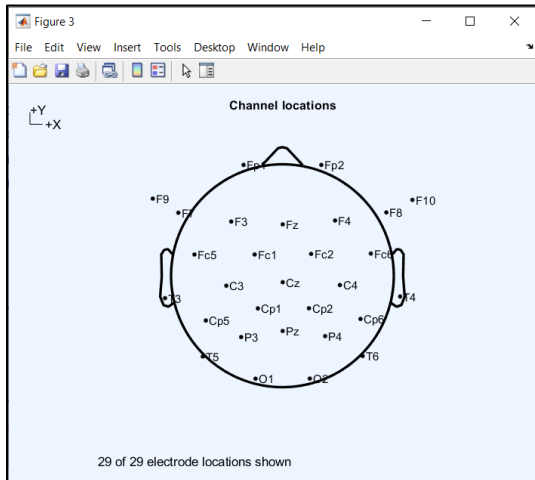 Figure 3
File Edit View Insert Tools Desktop Window Help
Channel locations
+Y
+X
Fp1 Fp2
F9 F10
F7 F8
F3 Fz F4
Fc5 Fc1 Fc2 Fc6
C3 Cz C4
T3 T4
Cp1 Cp2
Cp5 Cp6
P3 Pz P4
T5 T6
O1 O2
29 of 29 electrode locations shown